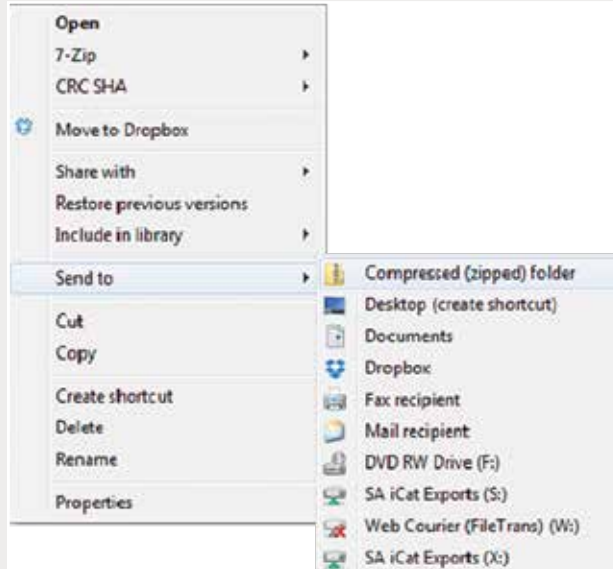 Open
7-Zip
CRC SHA
Move to Dropbox
Share with
Restore previous versions
Include in library
Send to
Cut
Copy
Create shortcut
Delete
Rename
Properties
Compressed (zipped) folder
Desktop (create shortcut)
Documents
Dropbox
Fax recipient
Mail recipient
DVD RW Drive (F:)
SA iCat Exports (S:)
Web Courier (FileTrans) (W:)
SA iCat Exports (X:)